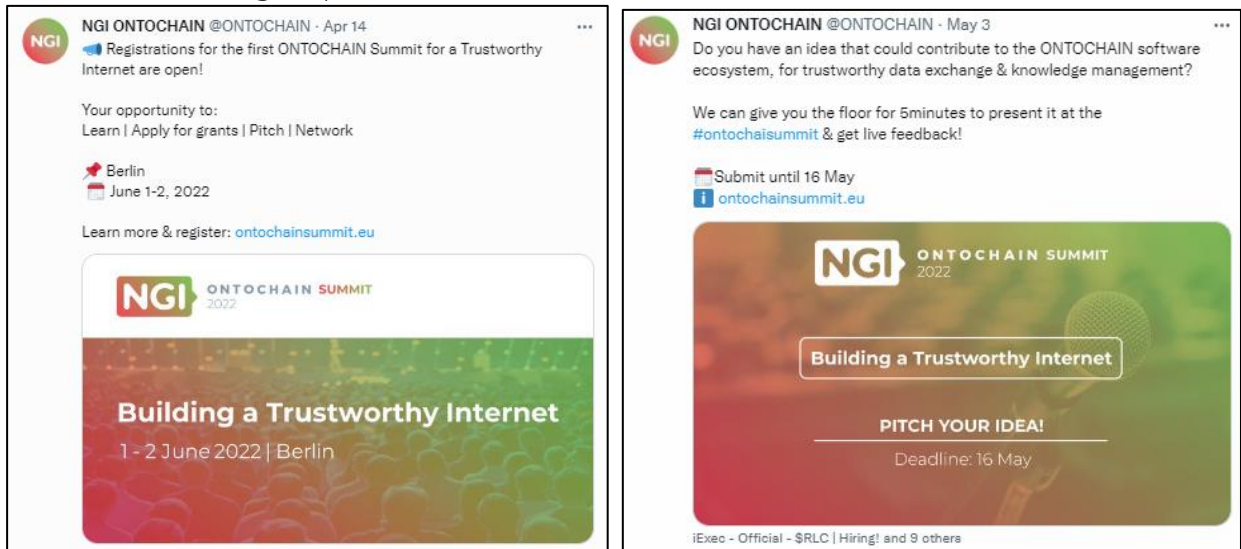 NGI
NGI ONTOCHAIN @ONTOCHAIN · Apr 14
📢 Registrations for the first ONTOCHAIN Summit for a Trustworthy
Internet are open!
Your opportunity to:
Learn | Apply for grants | Pitch | Network
📌 Berlin
🗓️ June 1-2, 2022
Learn more & register: ontochainsummit.eu
NGI ONTOCHAIN SUMMIT
2022
Building a Trustworthy Internet
1 - 2 June 2022 | Berlin
NGI
NGI ONTOCHAIN @ONTOCHAIN · May 3
Do you have an idea that could contribute to the ONTOCHAIN software
ecosystem, for trustworthy data exchange & knowledge management?
We can give you the floor for 5minutes to present it at the
#ontochaisummit & get live feedback!
🗓️Submit until 16 May
ℹ️ ontochainsummit.eu
NGI ONTOCHAIN SUMMIT
2022
Building a Trustworthy Internet
PITCH YOUR IDEA!
Deadline: 16 May
iExec - Official - $RLC | Hiring! and 9 others